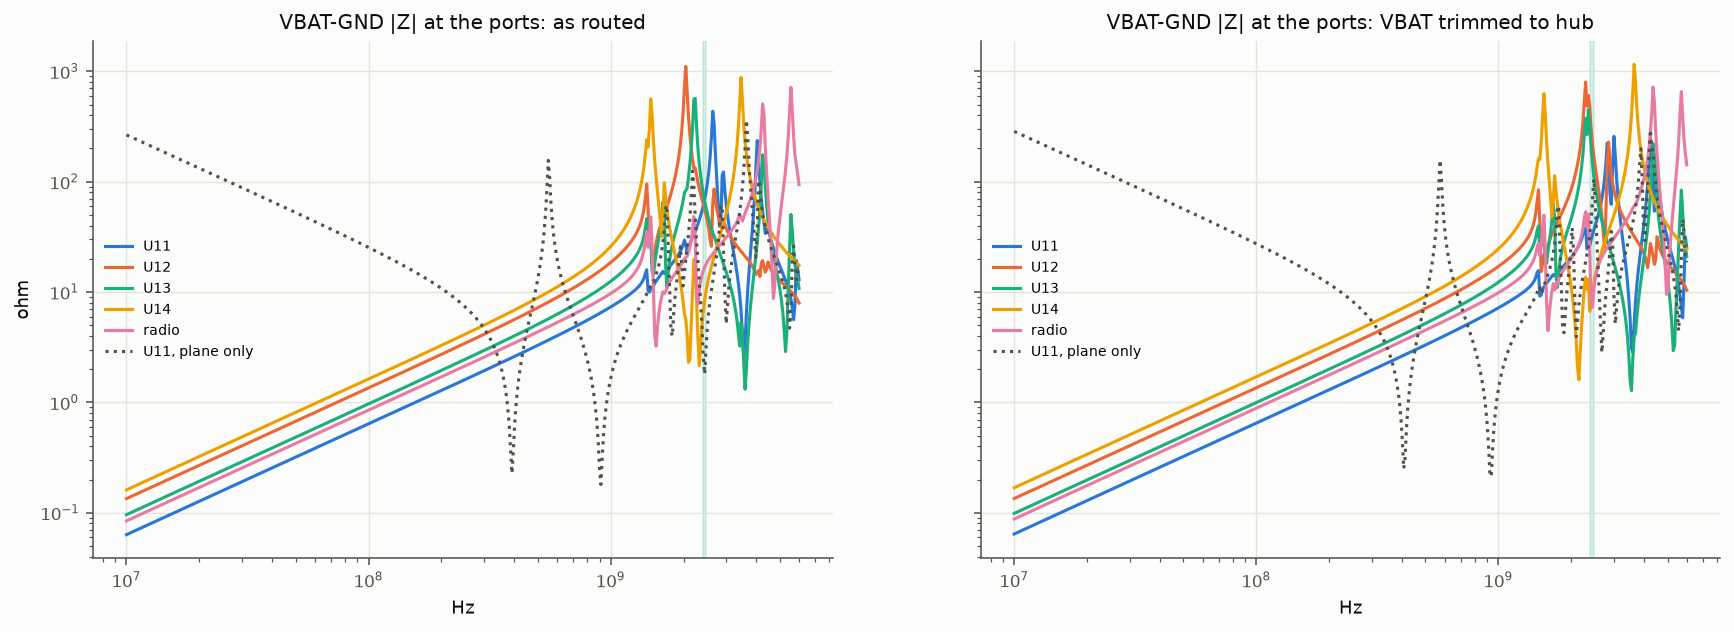 VBAT-GND |Z| at the ports: as routed
10³
10²
10¹
10⁰
10⁻¹
ohm
U11
U12
U13
U14
radio
U11, plane only
10⁷
10⁸
10⁹
Hz
VBAT-GND |Z| at the ports: VBAT trimmed to hub
U11
U12
U13
U14
radio
U11, plane only
10⁷
10⁸
10⁹
Hz